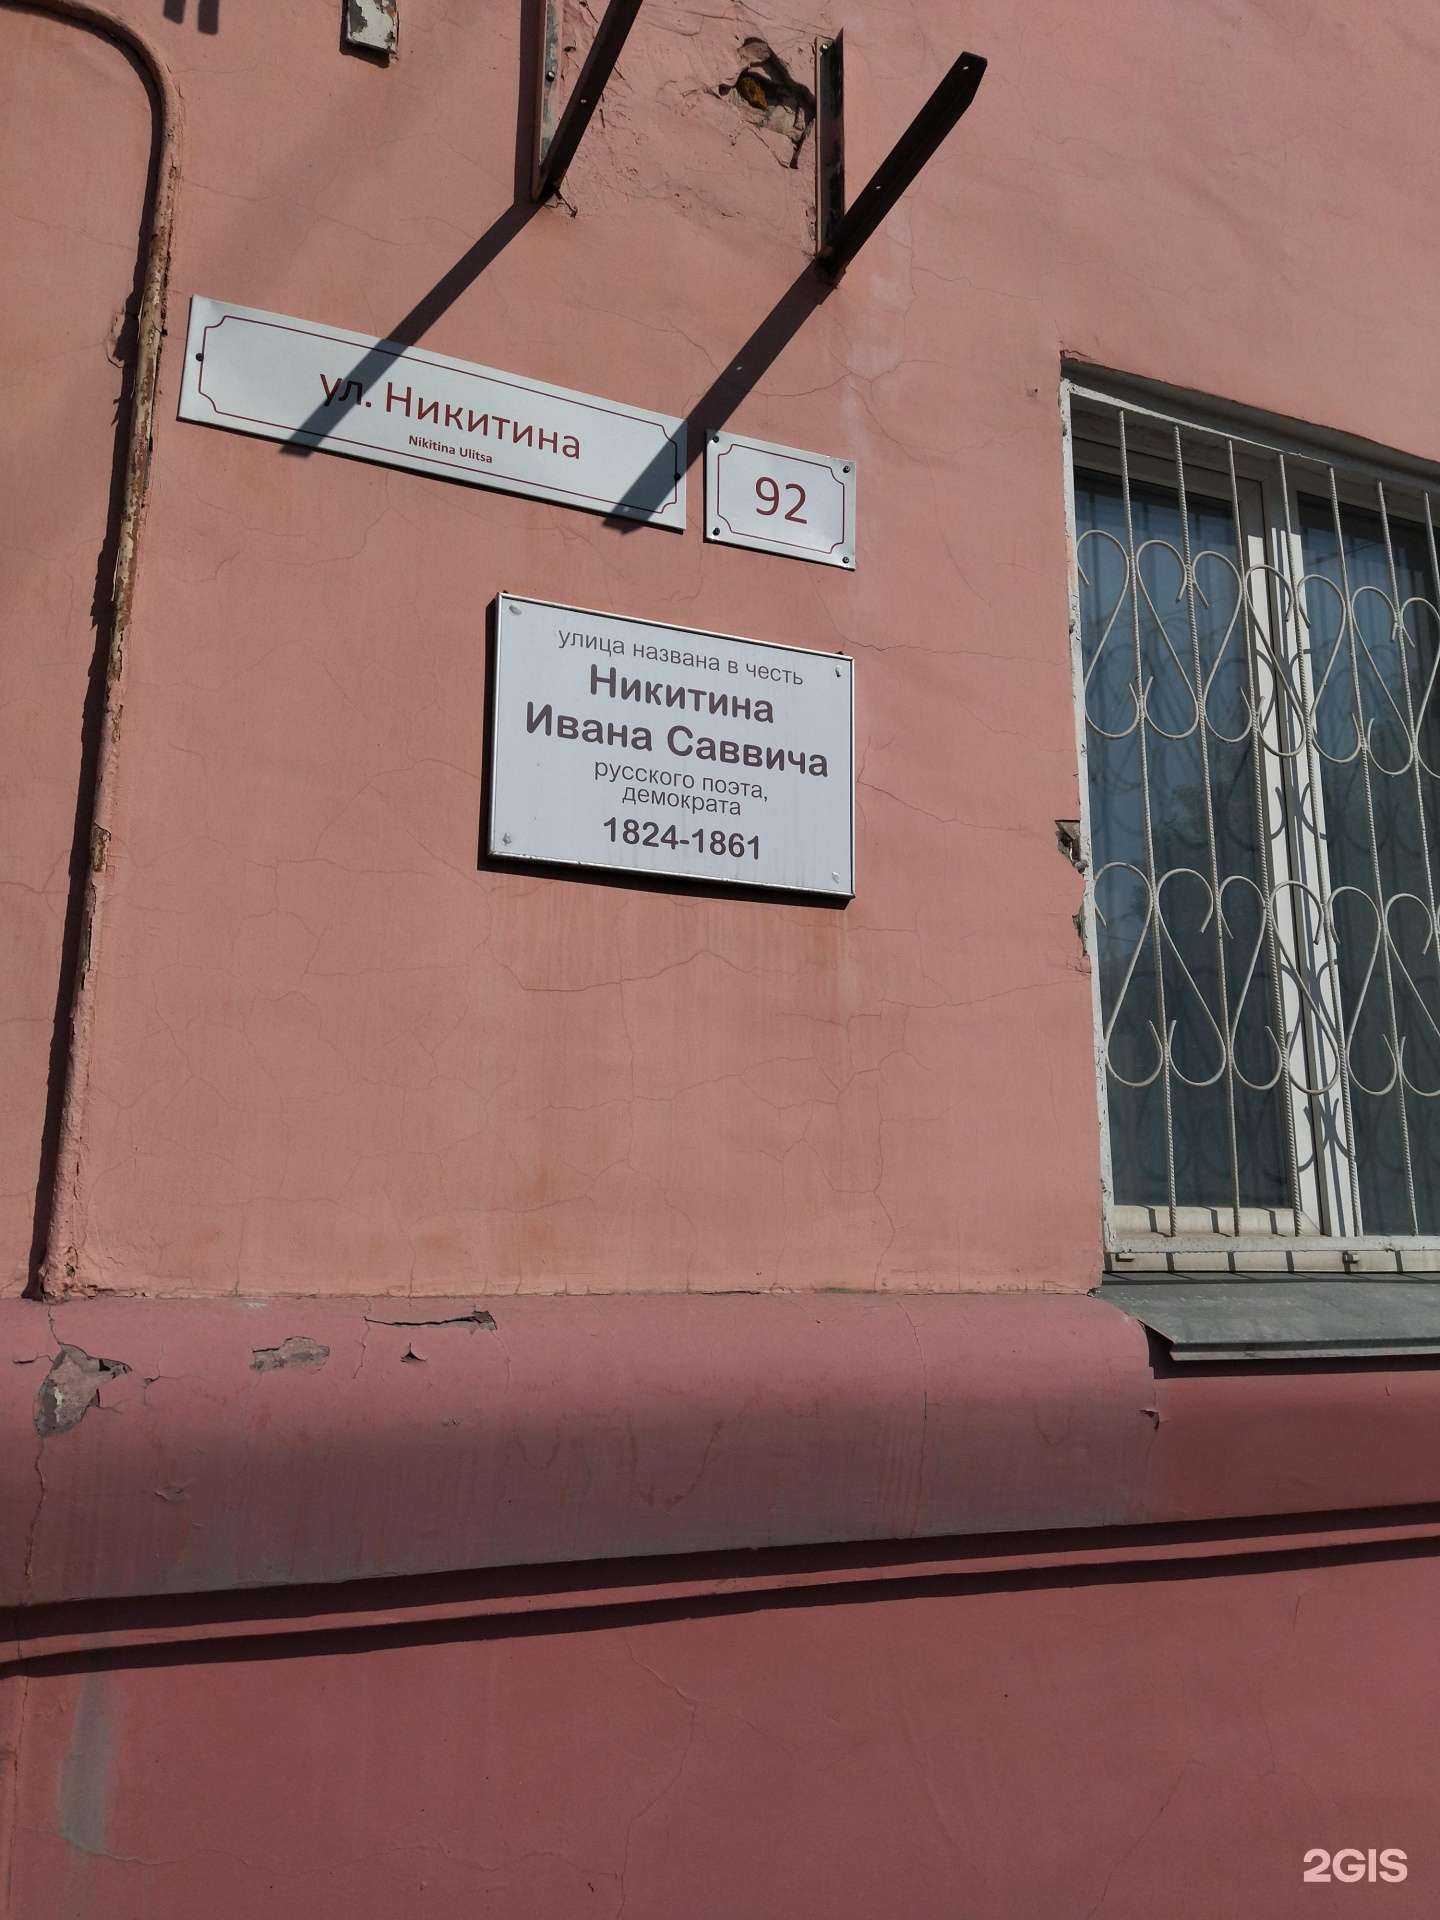 ул. Никитина
Nikitina Ulitsa
92
улица названа в честь
Никитина
Ивана Саввича
русского поэта,
демократа
1824-1861
2GIS